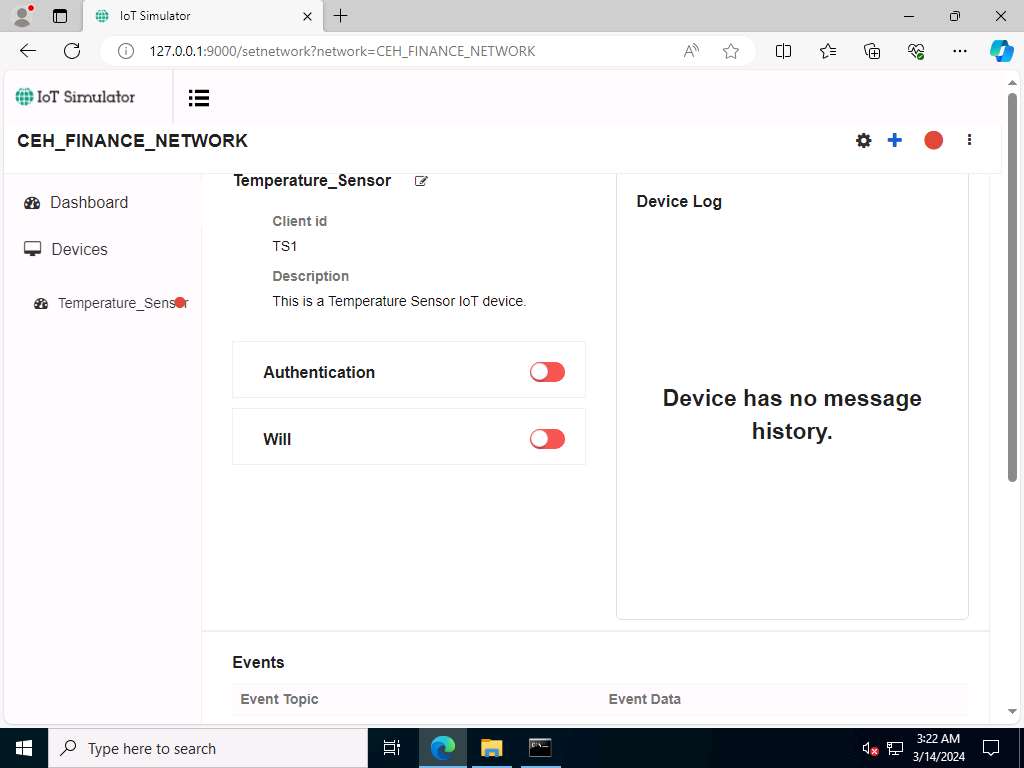 IoT Simulator
127.0.0.1:9000/setnetwork?network=CEH_FINANCE_NETWORK
IoT Simulator
CEH_FINANCE_NETWORK
Dashboard
Devices
Temperature_Sensor
Temperature_Sensor
Client id
TS1
Description
This is a Temperature Sensor IoT device.
Authentication
Will
Device Log
Device has no message
history.
Events
Event Topic Event Data
Type here to search
3:22 AM
3/14/2024